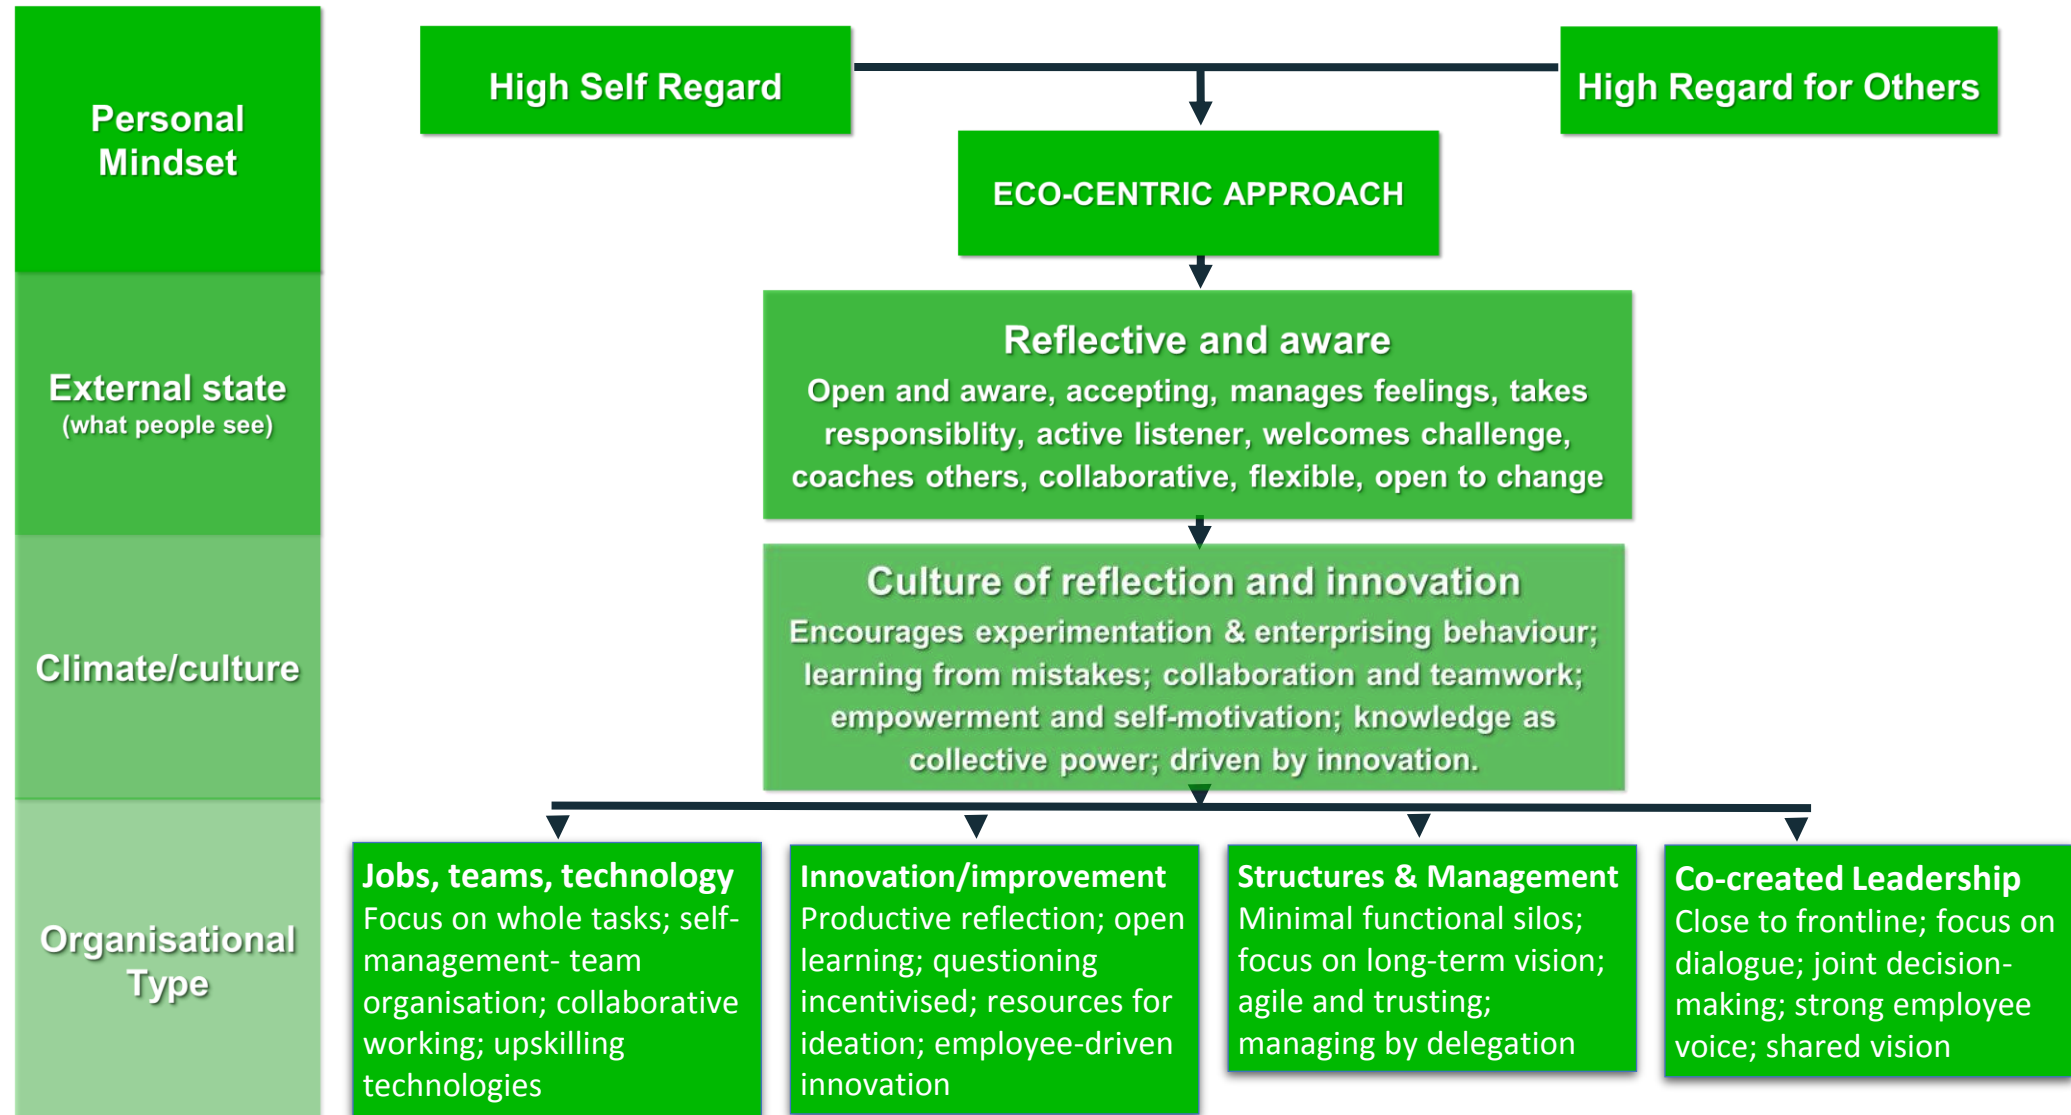 Personal
Mindset
High Self Regard
High Regard for Others
ECO-CENTRIC APPROACH
External state
(what people see)
Reflective and aware
Open and aware, accepting, manages feelings, takes
responsiblity, active listener, welcomes challenge,
coaches others, collaborative, flexible, open to change
Climate/culture
Culture of reflection and innovation
Encourages experimentation & enterprising behaviour;
learning from mistakes; collaboration and teamwork;
empowerment and self-motivation; knowledge as
collective power; driven by innovation.
Organisational
Type
Jobs, teams, technology
Focus on whole tasks; self-
management- team
organisation; collaborative
working; upskilling
technologies
Innovation/improvement
Productive reflection; open
learning; questioning
incentivised; resources for
ideation; employee-driven
innovation
Structures & Management
Minimal functional silos;
focus on long-term vision;
agile and trusting;
managing by delegation
Co-created Leadership
Close to frontline; focus on
dialogue; joint decision-
making; strong employee
voice; shared vision